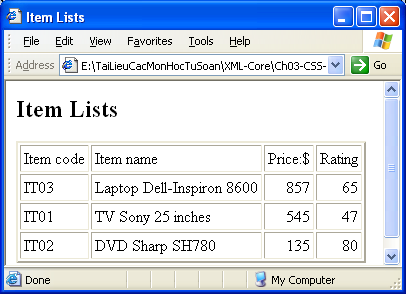 Item Lists
File Edit View Favorites Tools Help
Address E:\TaiLieuCacMonHocTuSoan\XML-Core\Ch03-CSS- Go
Item Lists
Item code Item name Price:$ Rating
IT03 Laptop Dell-Inspiron 8600 857 65
IT01 TV Sony 25 inches 545 47
IT02 DVD Sharp SH780 135 80
Done My Computer